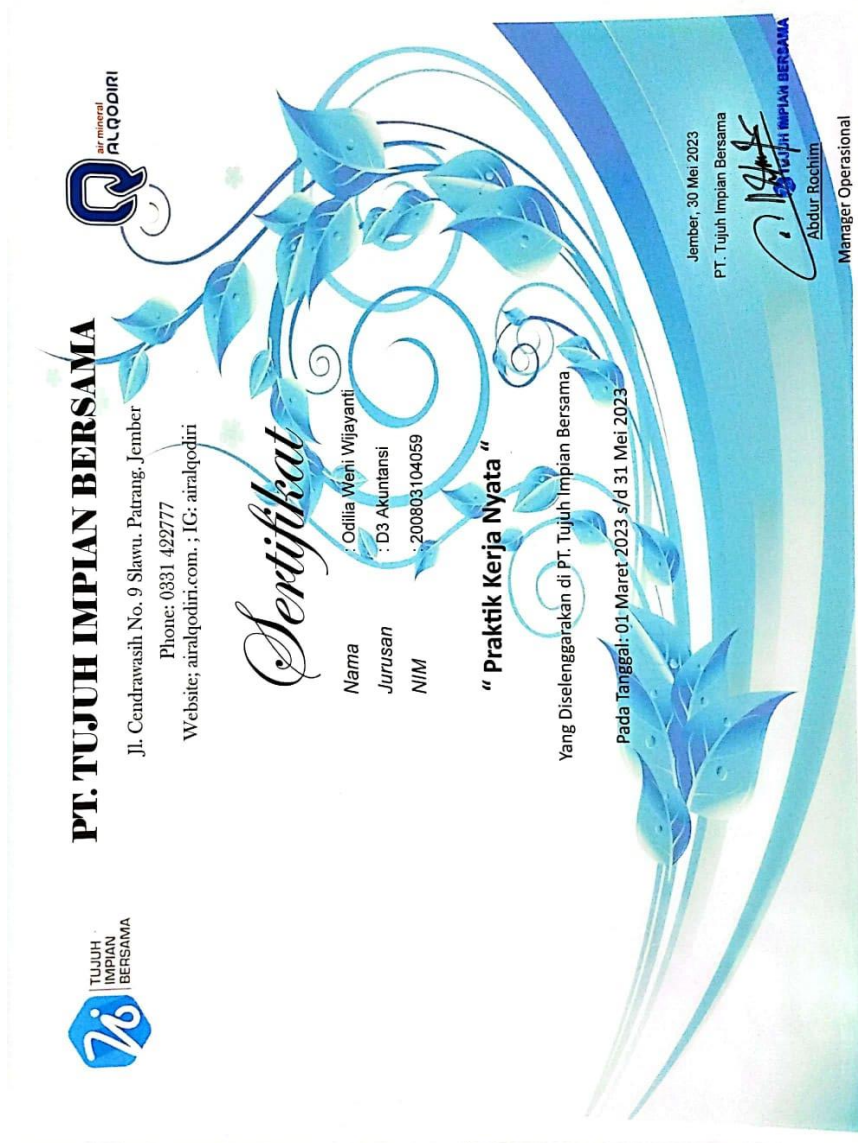 TUJUH
IMPIAN
BERSAMA
PT. TUJUH IMPIAN BERSAMA
Jl. Cendrawasih No. 9 Slawu. Patrang. Jember
Phone: 0331 422777
Website; airalqodiri.com. ; IG: airalqodiri
air mineral
ALQODIRI
Sertifikat
Nama : Odilia Weni Wijayanti
Jurusan : D3 Akuntansi
NIM : 200803104059
“ Praktik Kerja Nyata “
Yang Diselenggarakan di PT. Tujuh Impian Bersama
Pada Tanggal: 01 Maret 2023 s/d 31 Mei 2023
Jember, 30 Mei 2023
PT. Tujuh Impian Bersama
TUJUH IMPIAN BERSAMA
Abdur Rochim
Manager Operasional